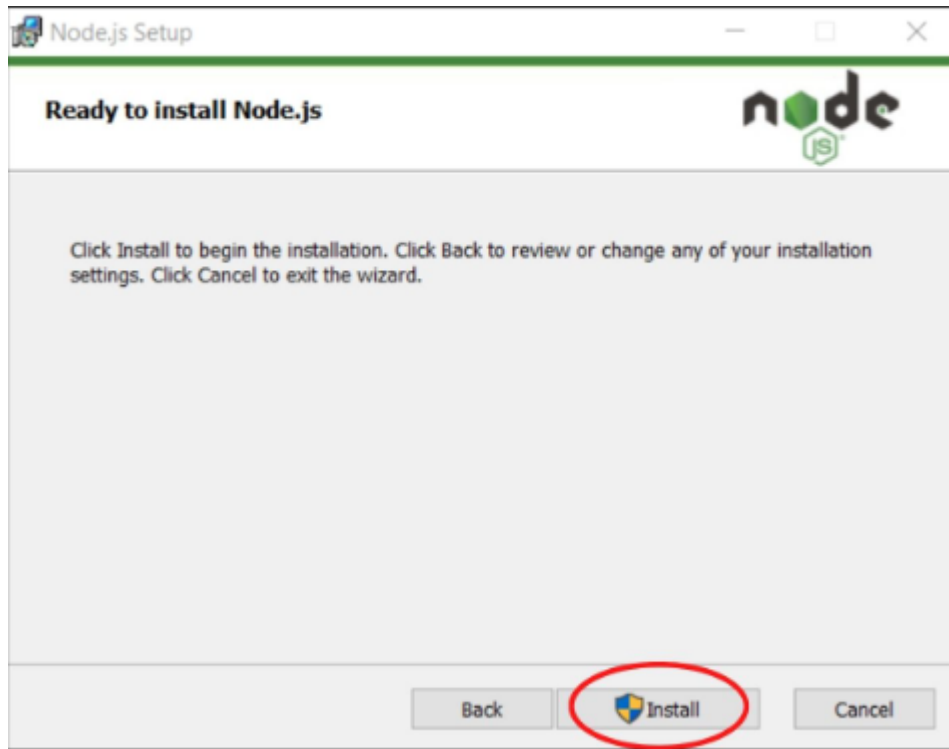 Node.js Setup
Ready to install Node.js
node
JS
Click Install to begin the installation. Click Back to review or change any of your installation
settings. Click Cancel to exit the wizard.
Back
Install
Cancel